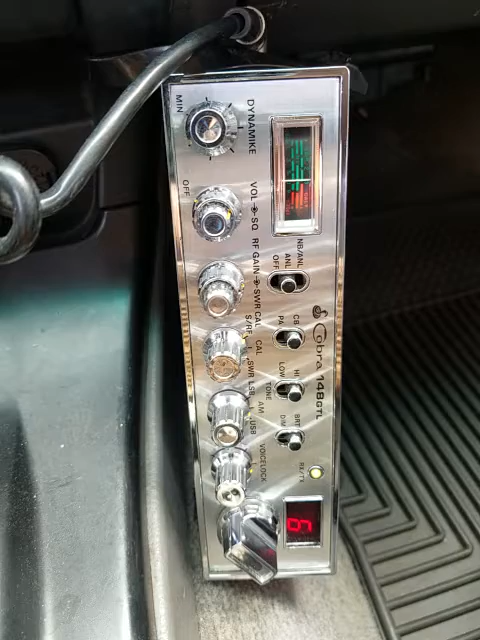 DYNAMIKE
MIN
VOL SQ
OFF
RF GAIN SWR CAL
CAL
S/RF SWR
AM
LSB USB
VOICELOCK
NB/ANL
ANL
OFF
CB
PA
HI
LOW
TONE
BRT
DIM
RX/TX
Cobra 148GTL